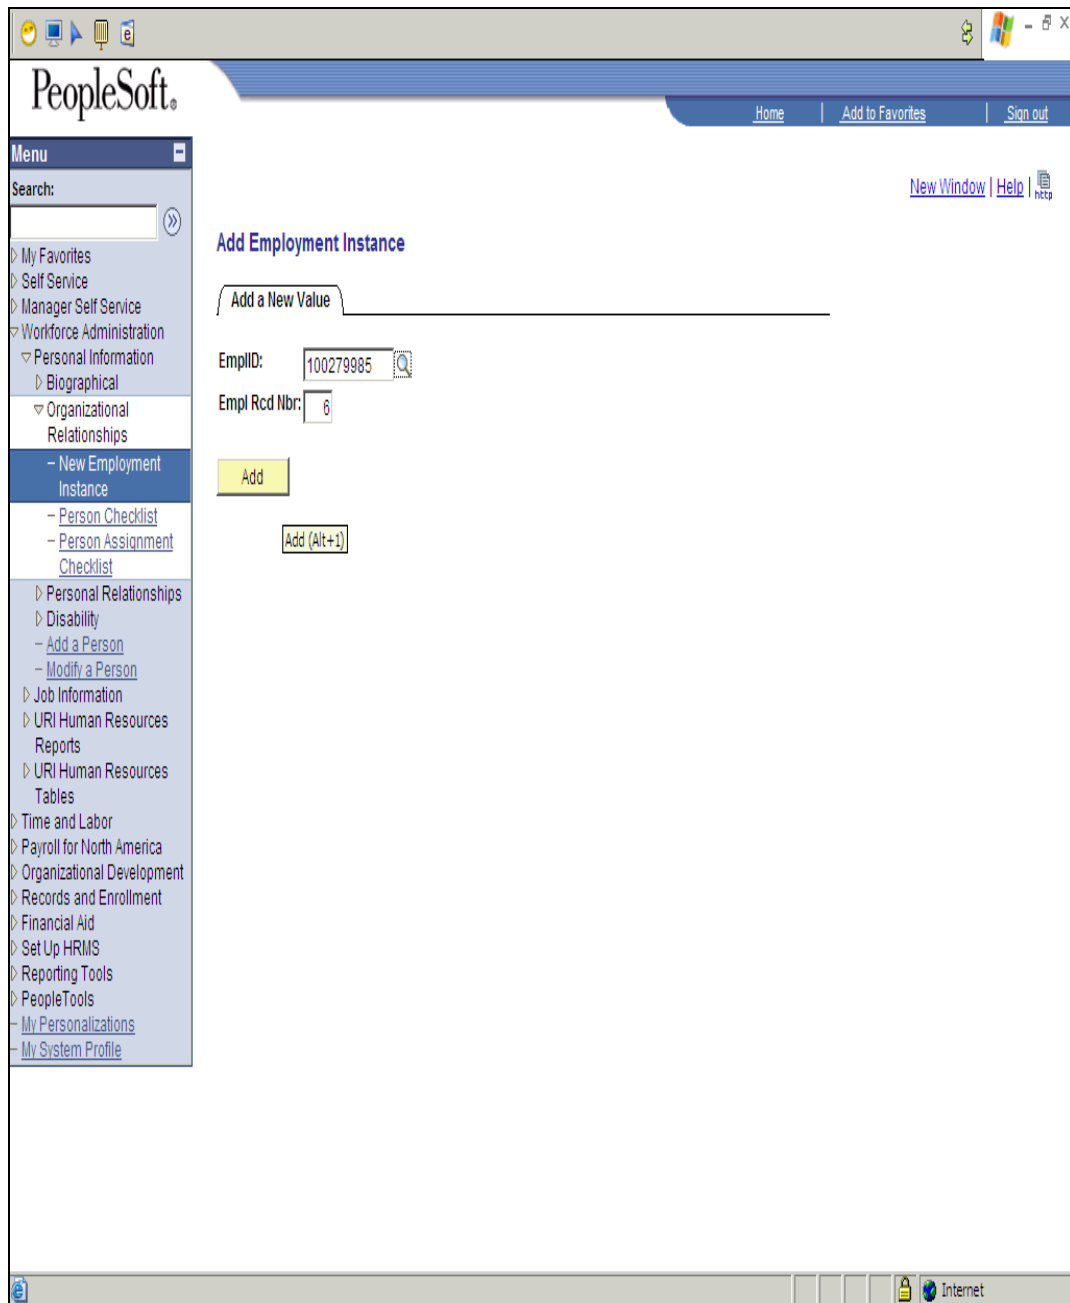 PeopleSoft®
Home | Add to Favorites | Sign out
Menu
Search:
New Window | Help | http
My Favorites
Self Service
Manager Self Service
Workforce Administration
Personal Information
Biographical
Organizational
Relationships
– New Employment
Instance
– Person Checklist
– Person Assignment
Checklist
Personal Relationships
Disability
– Add a Person
– Modify a Person
Job Information
URI Human Resources
Reports
URI Human Resources
Tables
Time and Labor
Payroll for North America
Organizational Development
Records and Enrollment
Financial Aid
Set Up HRMS
Reporting Tools
PeopleTools
– My Personalizations
– My System Profile
Add Employment Instance
Add a New Value
EmplID: 100279985
Empl Rcd Nbr: 6
Add
Add (Alt+1)
Internet